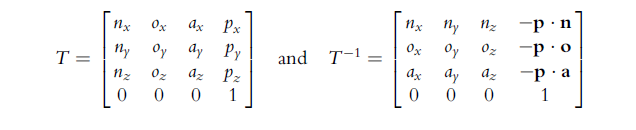 n_x o_x a_x p_x n_x n_y n_z −p · n
T = n_y o_y a_y p_y and T⁻¹ = o_x o_y o_z −p · o
n_z o_z a_z p_z a_x a_y a_z −p · a
0 0 0 1 0 0 0 1